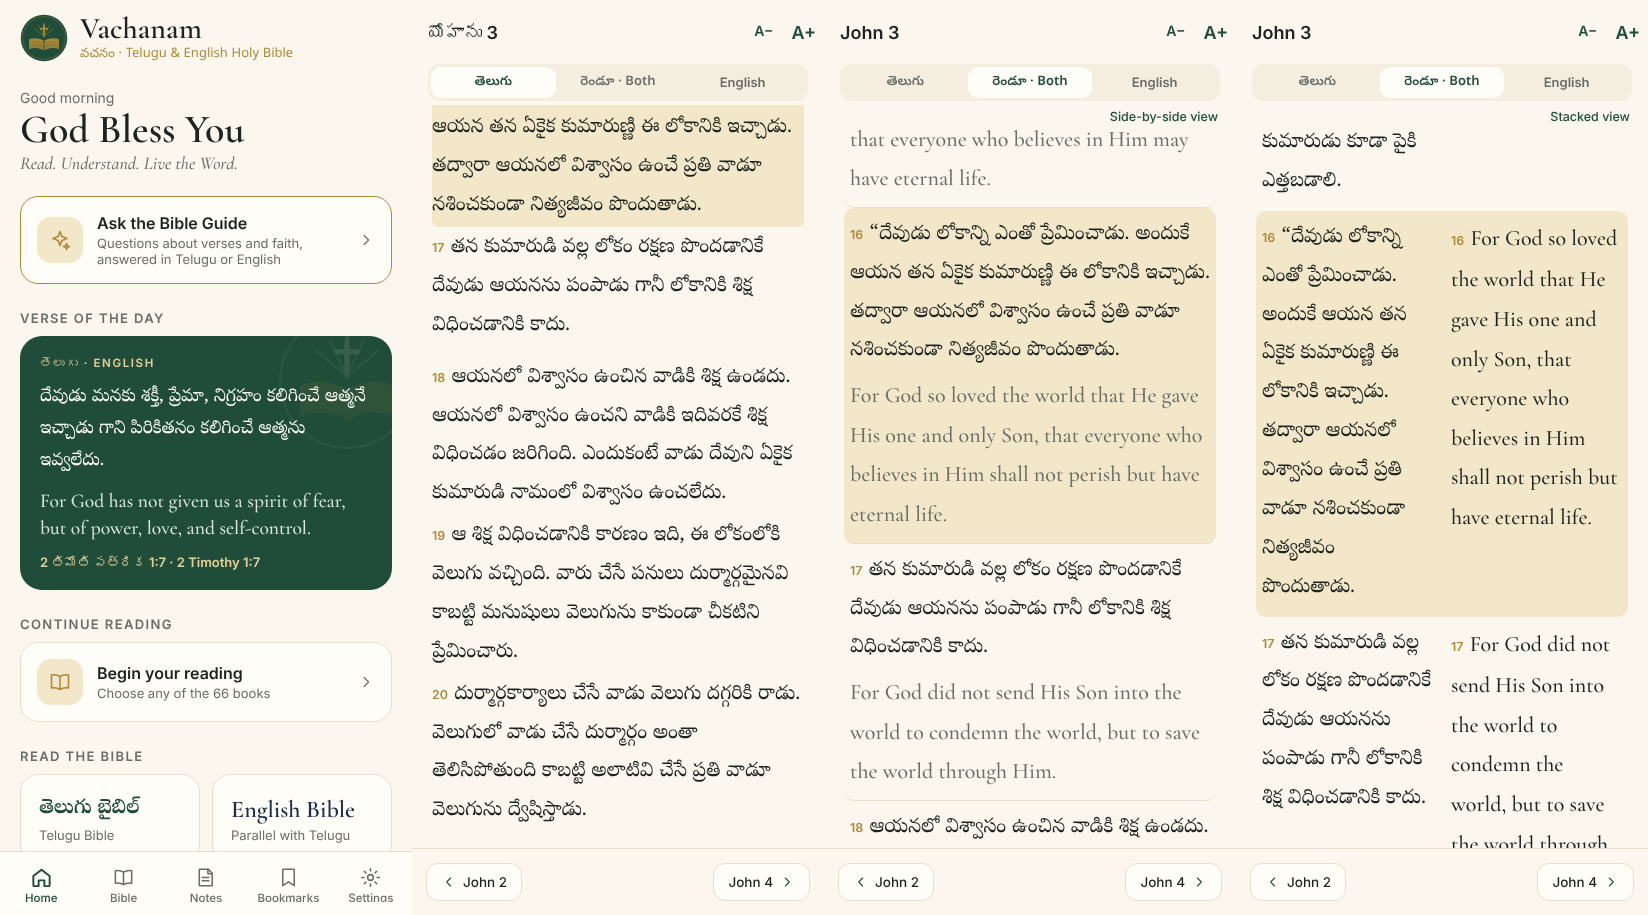 Vachanam
వచనం · Telugu & English Holy Bible
Good morning
God Bless You
Read. Understand. Live the Word.
Ask the Bible Guide
Questions about verses and faith,
answered in Telugu or English
VERSE OF THE DAY
తెలుగు · ENGLISH
దేవుడు మనకు శక్తీ, ప్రేమా, నిగ్రహం కలిగించే ఆత్మనే
ఇచ్చాడు గాని పిరికితనం కలిగించే ఆత్మను
ఇవ్వలేదు.
For God has not given us a spirit of fear,
but of power, love, and self-control.
2 తిమోతి పత్రిక 1:7 · 2 Timothy 1:7
CONTINUE READING
Begin your reading
Choose any of the 66 books
READ THE BIBLE
తెలుగు బైబిల్
Telugu Bible
English Bible
Parallel with Telugu
Home
Bible
Notes
Bookmarks
Settings
యోహాను 3
A−
A+
తెలుగు
రెండూ · Both
English
ఆయన తన ఏకైక కుమారుణ్ణి ఈ లోకానికి ఇచ్చాడు.
తద్వారా ఆయనలో విశ్వాసం ఉంచే ప్రతి వాడూ
నశించకుండా నిత్యజీవం పొందుతాడు.
17 తన కుమారుడి వల్ల లోకం రక్షణ పొందడానికే
దేవుడు ఆయనను పంపాడు గానీ లోకానికి శిక్ష
విధించడానికి కాదు.
18 ఆయనలో విశ్వాసం ఉంచిన వాడికి శిక్ష ఉండదు.
ఆయనలో విశ్వాసం ఉంచని వాడికి ఇదివరకే శిక్ష
విధించడం జరిగింది. ఎందుకంటే వాడు దేవుని ఏకైక
కుమారుడి నామంలో విశ్వాసం ఉంచలేదు.
19 ఆ శిక్ష విధించడానికి కారణం ఇది, ఈ లోకంలోకి
వెలుగు వచ్చింది. వారు చేసే పనులు దుర్మార్గమైనవి
కాబట్టి మనుషులు వెలుగును కాకుండా చీకటిని
ప్రేమించారు.
20 దుర్మార్గకార్యాలు చేసే వాడు వెలుగు దగ్గరికి రాడు.
వెలుగులో వాడు చేసే దుర్మార్గం అంతా
తెలిసిపోతుంది కాబట్టి అలాటివి చేసే ప్రతి వాడూ
వెలుగును ద్వేషిస్తాడు.
John 2
John 4
John 3
A−
A+
తెలుగు
రెండూ · Both
English
Side-by-side view
that everyone who believes in Him may
have eternal life.
16 “దేవుడు లోకాన్ని ఎంతో ప్రేమించాడు. అందుకే
ఆయన తన ఏకైక కుమారుణ్ణి ఈ లోకానికి ఇచ్చాడు.
తద్వారా ఆయనలో విశ్వాసం ఉంచే ప్రతి వాడూ
నశించకుండా నిత్యజీవం పొందుతాడు.
For God so loved the world that He gave
His one and only Son, that everyone who
believes in Him shall not perish but have
eternal life.
17 తన కుమారుడి వల్ల లోకం రక్షణ పొందడానికే
దేవుడు ఆయనను పంపాడు గానీ లోకానికి శిక్ష
విధించడానికి కాదు.
For God did not send His Son into the
world to condemn the world, but to save
the world through Him.
18 ఆయనలో విశ్వాసం ఉంచిన వాడికి శిక్ష ఉండదు.
John 2
John 4
John 3
A−
A+
తెలుగు
రెండూ · Both
English
Stacked view
కుమారుడు కూడా పైకి
ఎత్తబడాలి.
16 “దేవుడు లోకాన్ని
ఎంతో ప్రేమించాడు.
అందుకే ఆయన తన
ఏకైక కుమారుణ్ణి ఈ
లోకానికి ఇచ్చాడు.
తద్వారా ఆయనలో
విశ్వాసం ఉంచే ప్రతి
వాడూ నశించకుండా
నిత్యజీవం
పొందుతాడు.
16 For God so loved
the world that He
gave His one and
only Son, that
everyone who
believes in Him
shall not perish but
have eternal life.
17 తన కుమారుడి వల్ల
లోకం రక్షణ పొందడానికే
దేవుడు ఆయనను
పంపాడు గానీ లోకానికి
శిక్ష విధించడానికి కాదు.
17 For God did not
send His Son into
the world to
condemn the
world, but to save
the world through
John 2
John 4